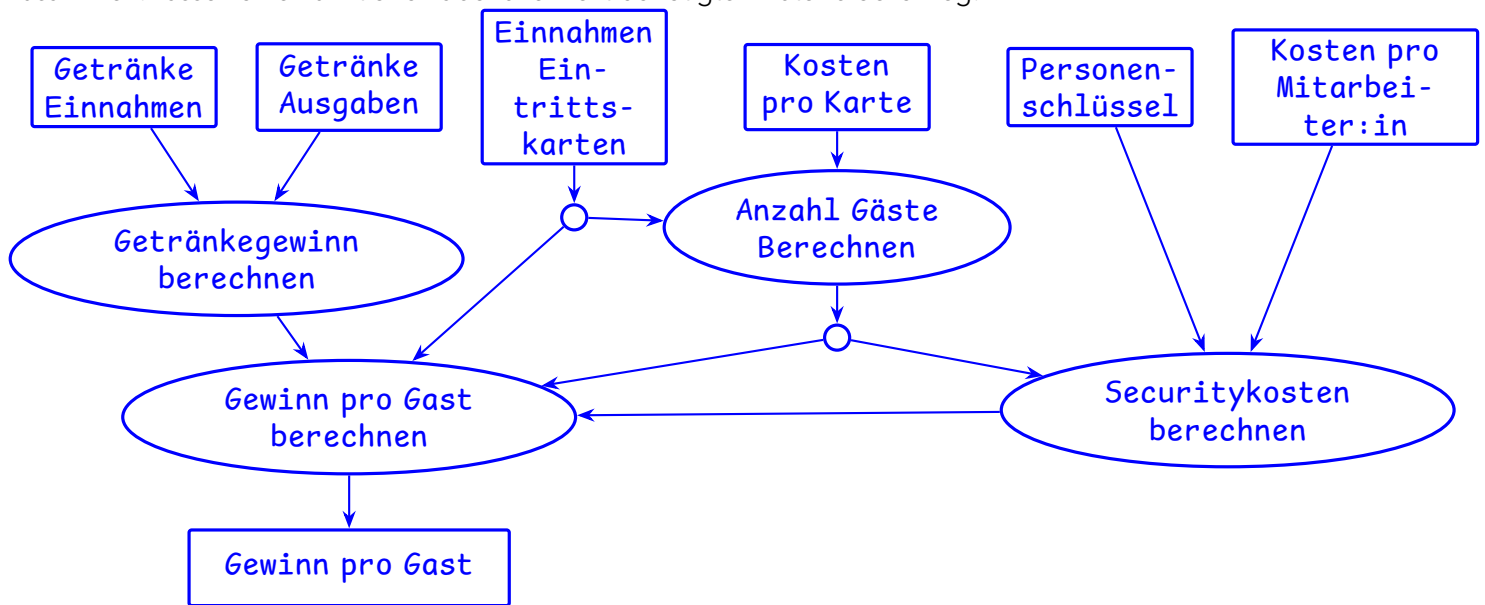 Getränke
Einnahmen
Getränke
Ausgaben
Einnahmen
Ein-
tritts-
karten
Kosten
pro Karte
Personen-
schlüssel
Kosten pro
Mitarbei-
ter:in
Getränkegewinn
berechnen
Anzahl Gäste
Berechnen
Gewinn pro Gast
berechnen
Securitykosten
berechnen
Gewinn pro Gast